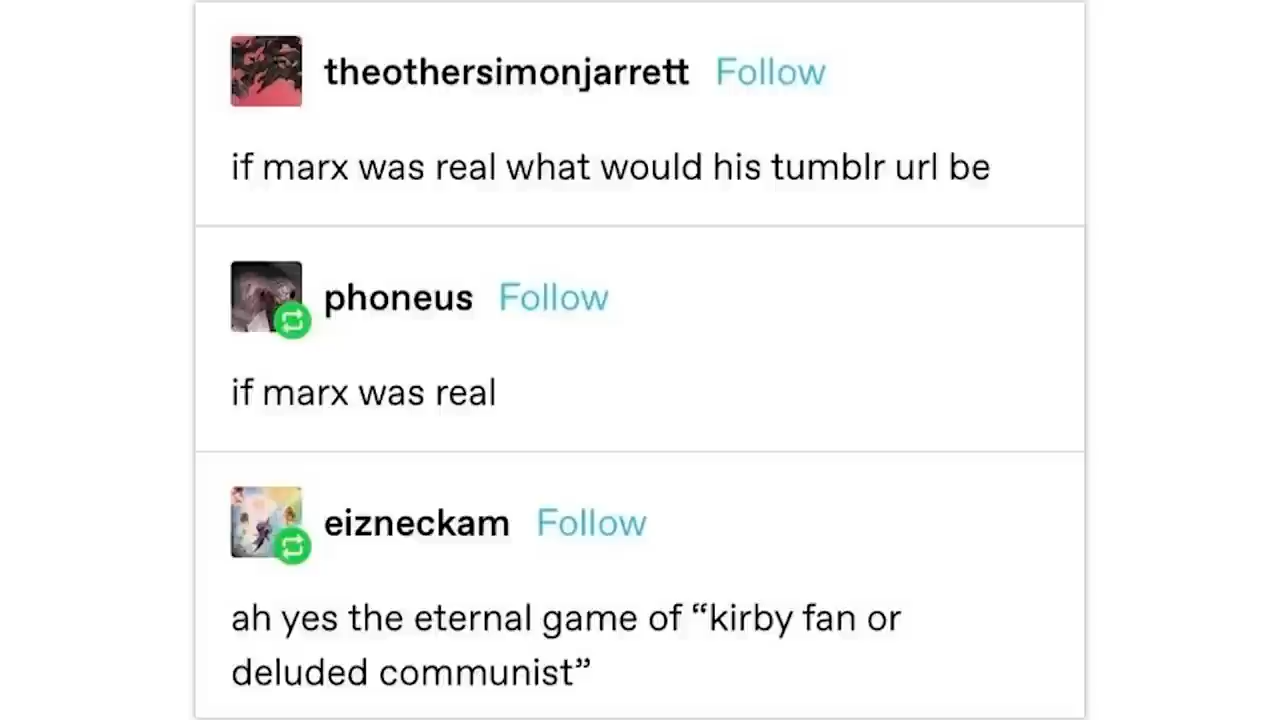 theothersimonjarrett Follow
if marx was real what would his tumblr url be
phoneus Follow
if marx was real
eizneckam Follow
ah yes the eternal game of “kirby fan or
deluded communist”